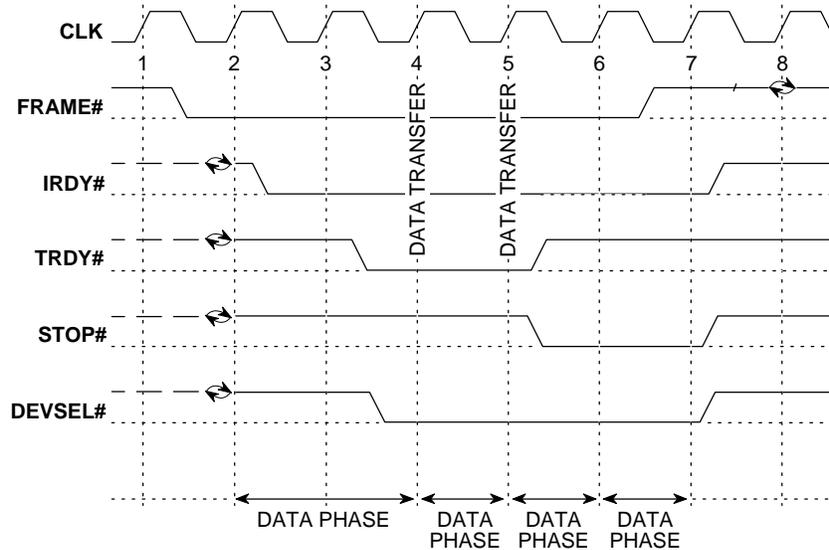 CLK
1 2 3 4 5 6 7 8
FRAME#
DATA TRANSFER
DATA TRANSFER
IRDY#
TRDY#
STOP#
DEVSEL#
DATA PHASE
DATA
PHASE
DATA
PHASE
DATA
PHASE